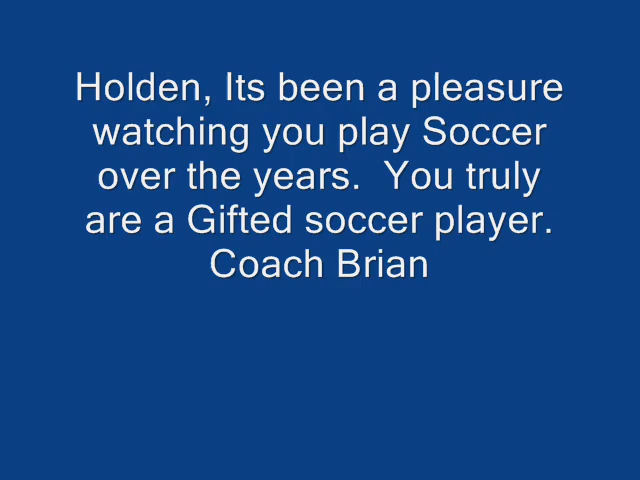 Holden, Its been a pleasure
watching you play Soccer
over the years.  You truly
are a Gifted soccer player.
Coach Brian